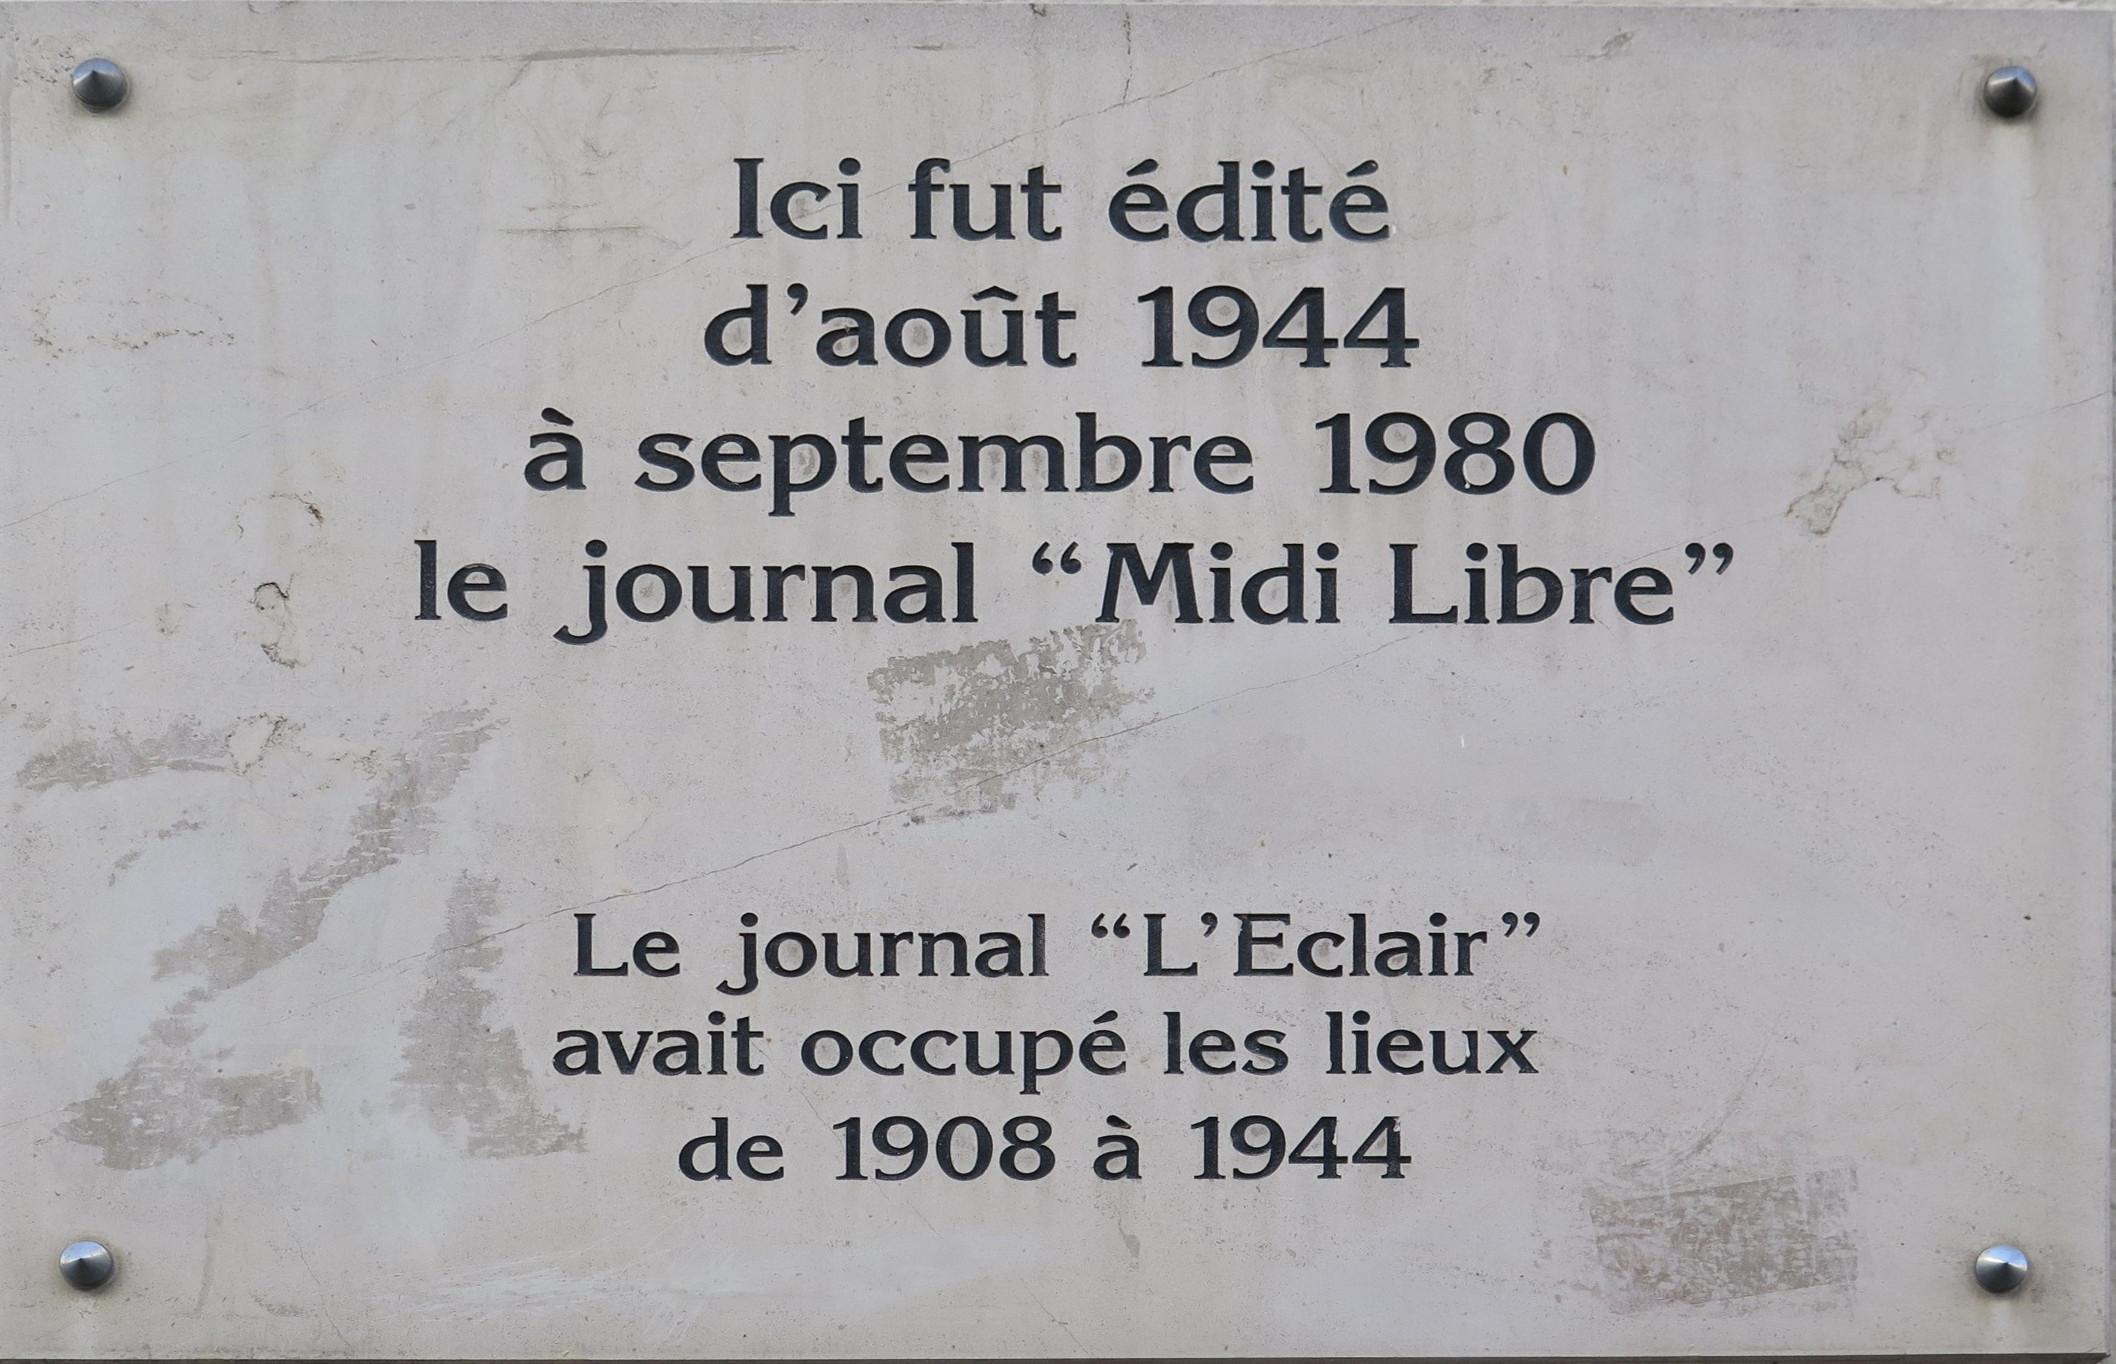 Ici fut édité
d’août 1944
à septembre 1980
le journal “Midi Libre”
Le journal “L’Eclair”
avait occupé les lieux
de 1908 à 1944